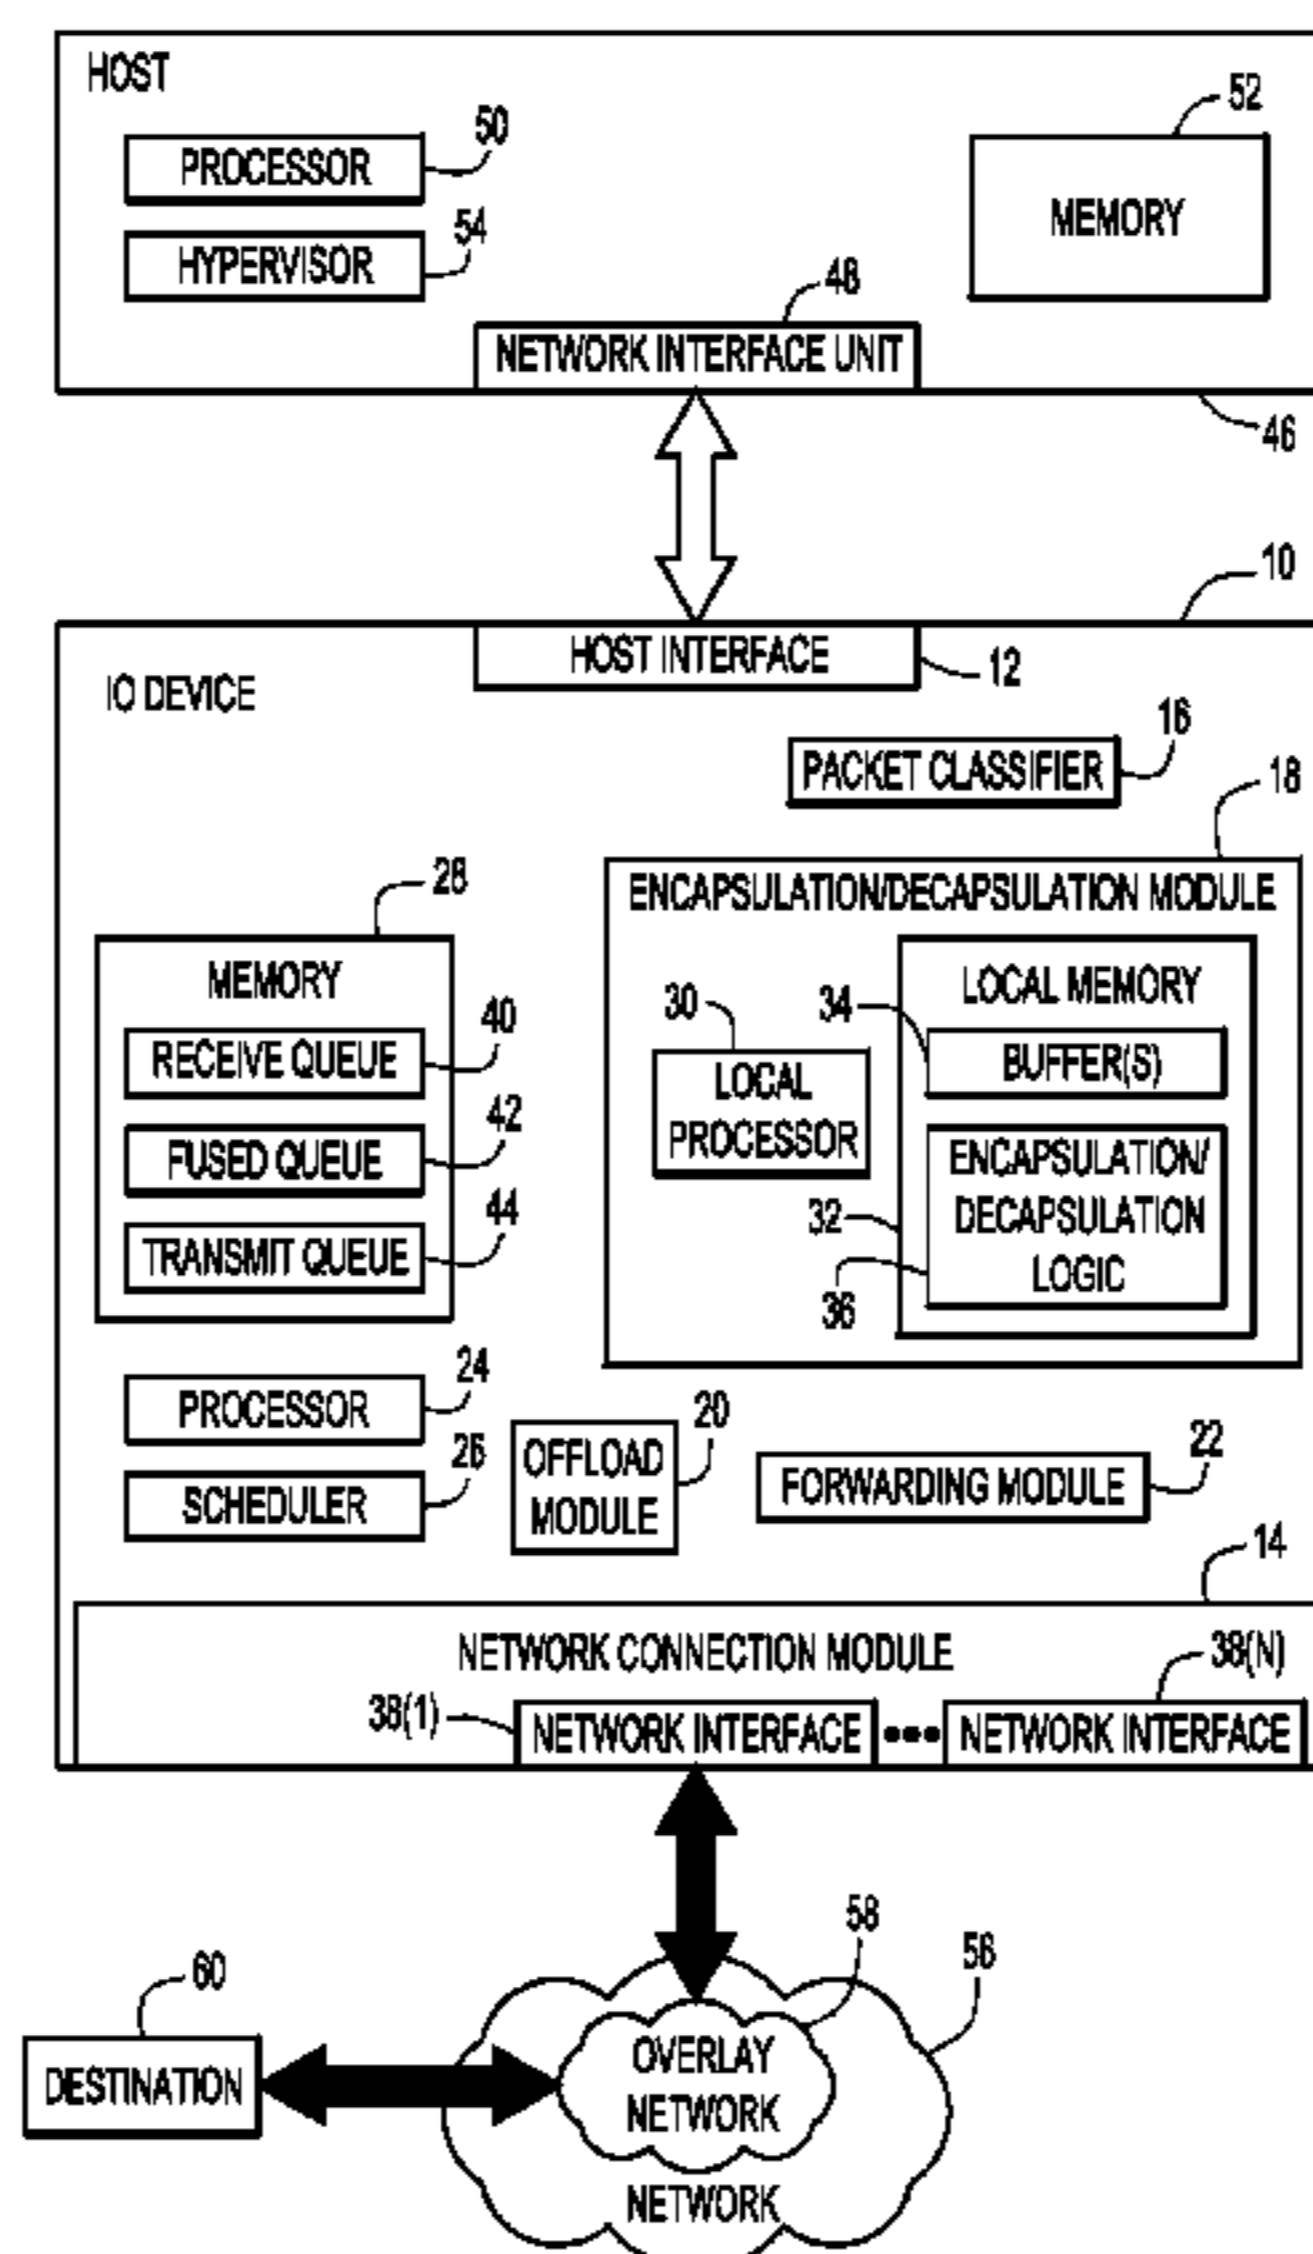 HOST
50
52
PROCESSOR
54
MEMORY
HYPERVISOR
48
NETWORK INTERFACE UNIT
46
10
HOST INTERFACE
12
IO DEVICE
16
PACKET CLASSIFIER
18
28
ENCAPSULATION/DECAPSULATION MODULE
MEMORY
LOCAL MEMORY
40
30
34
RECEIVE QUEUE
BUFFER(S)
LOCAL
PROCESSOR
42
FUSED QUEUE
ENCAPSULATION/
DECAPSULATION
LOGIC
44
32
TRANSMIT QUEUE
36
24
PROCESSOR
20
26
OFFLOAD
MODULE
22
FORWARDING MODULE
SCHEDULER
14
NETWORK CONNECTION MODULE
38(N)
38(1)
NETWORK INTERFACE
•••
NETWORK INTERFACE
58
56
60
OVERLAY
NETWORK
DESTINATION
NETWORK